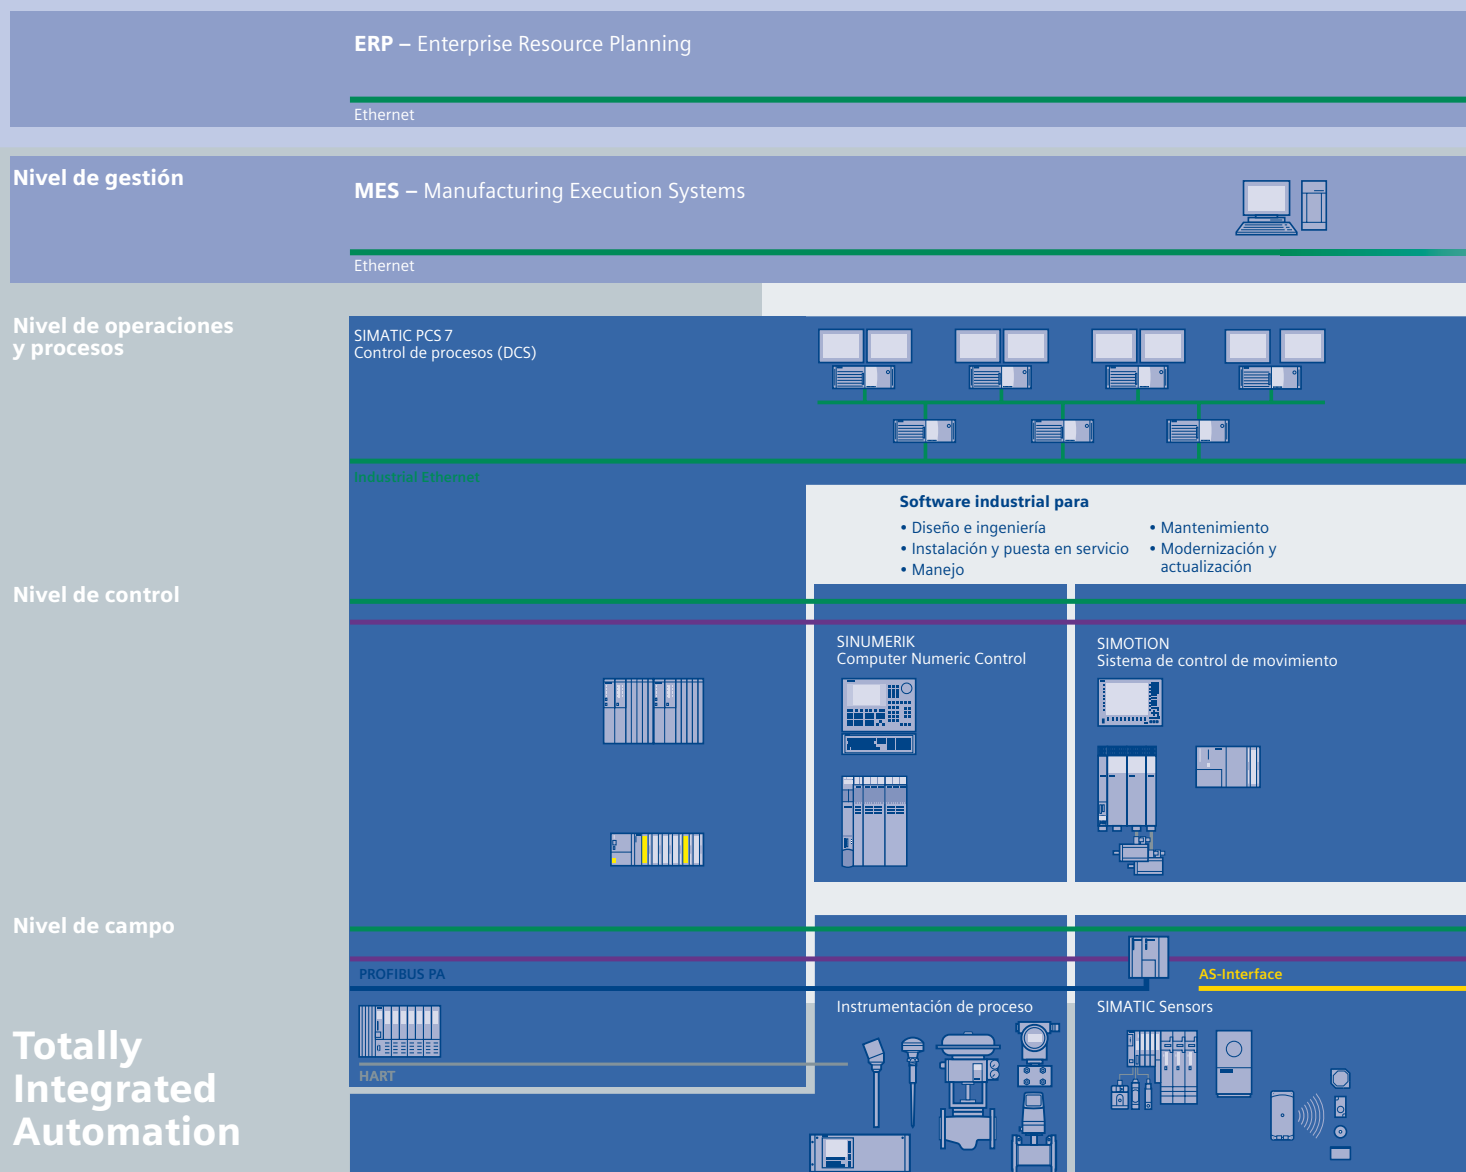 ERP – Enterprise Resource Planning
Ethernet
Nivel de gestión
MES – Manufacturing Execution Systems
Ethernet
Nivel de operaciones
y procesos
SIMATIC PCS 7
Control de procesos (DCS)
Industrial Ethernet
Software industrial para
• Diseño e ingeniería
• Instalación y puesta en servicio
• Manejo
• Mantenimiento
• Modernización y
actualización
Nivel de control
SINUMERIK
Computer Numeric Control
SIMOTION
Sistema de control de movimiento
Nivel de campo
PROFIBUS PA
AS-Interface
Instrumentación de proceso
SIMATIC Sensors
HART
Totally
Integrated
Automation